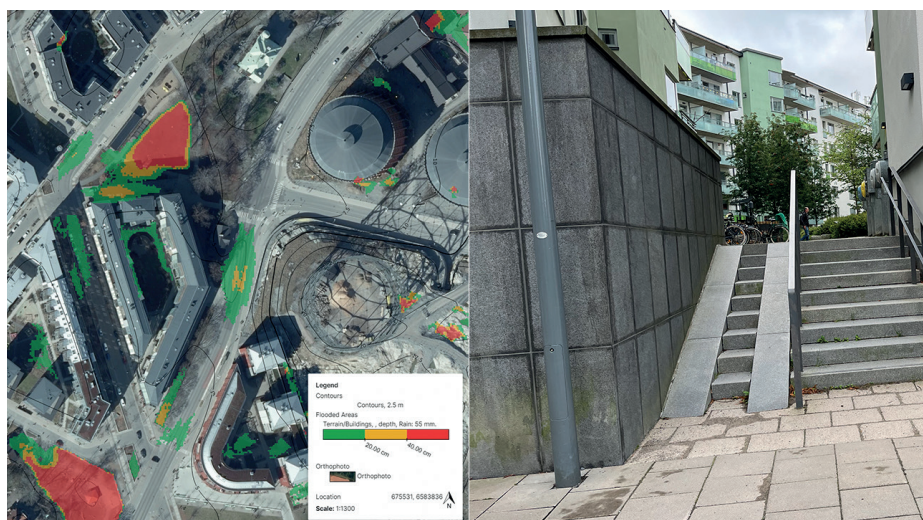 Legend
Contours
Contours, 2.5 m
Flooded Areas
Terrain/Buildings, , depth, Rain: 55 mm.
20.00 cm
40.00 cm
Orthophoto
Orthophoto
Location 675531, 6583836
Scale: 1:1300
N